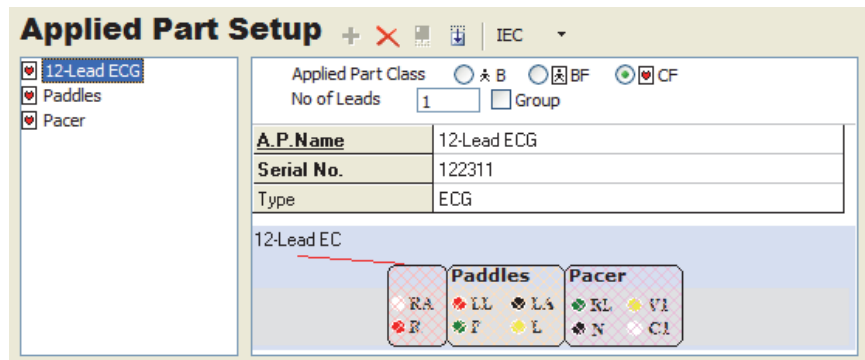 Applied Part Setup IEC
12-Lead ECG
Paddles
Pacer
Applied Part Class B BF CF
No of Leads 1 Group
A.P.Name 12-Lead ECG
Serial No. 122311
Type ECG
12-Lead EC
Paddles Pacer
RA LL LA RL V1
R F L N C1